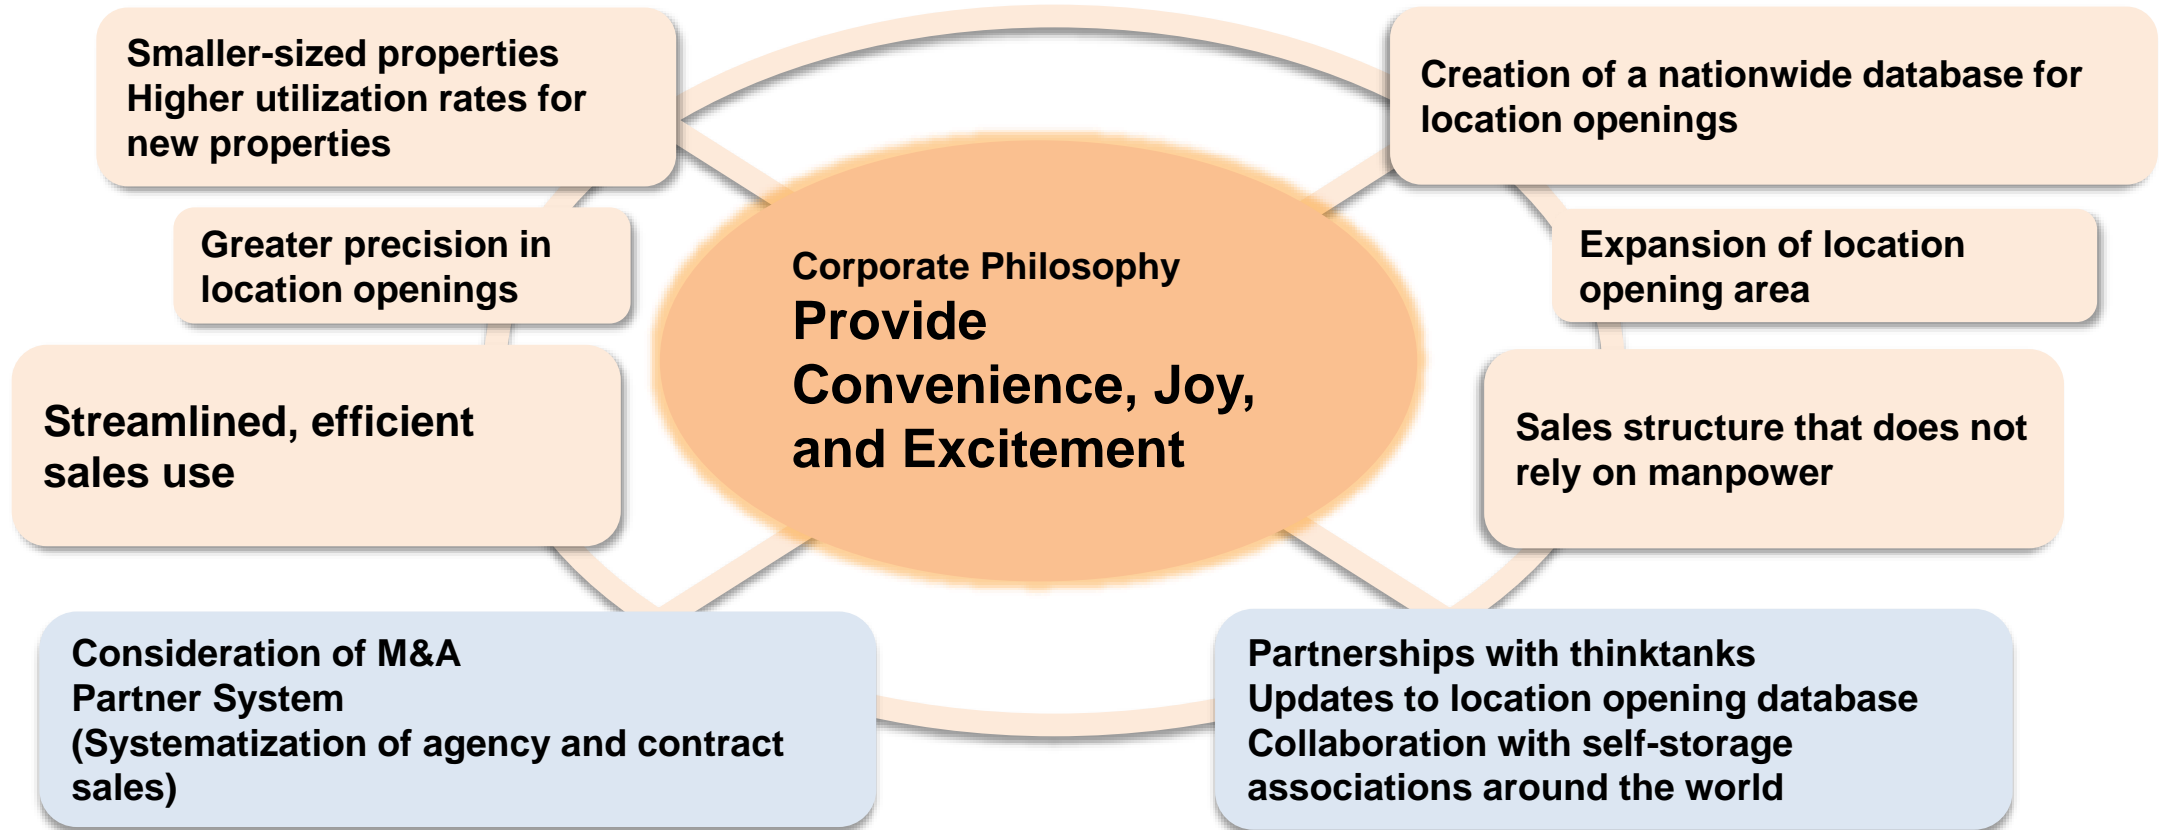 Smaller-sized properties
Higher utilization rates for
new properties
Creation of a nationwide database for
location openings
Greater precision in
location openings
Expansion of location
opening area
Corporate Philosophy
Provide
Convenience, Joy,
and Excitement
Streamlined, efficient
sales use
Sales structure that does not
rely on manpower
Consideration of M&A
Partner System
(Systematization of agency and contract
sales)
Partnerships with thinktanks
Updates to location opening database
Collaboration with self-storage
associations around the world